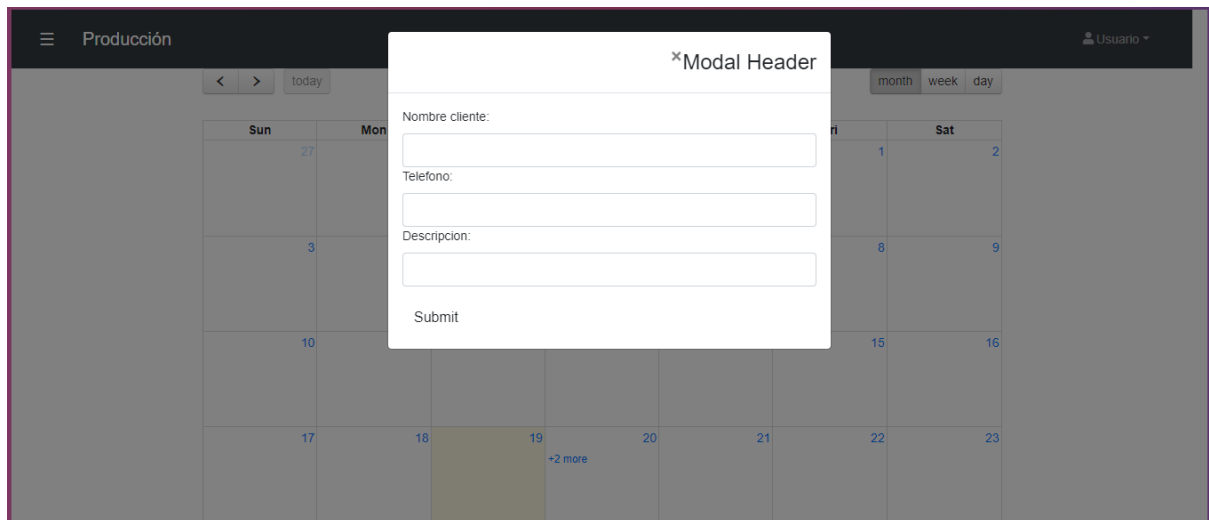 ☰ Producción
Usuario
×Modal Header
< > today
month week day
Nombre cliente:
Sun Mon ri Sat
27 1 2
Telefono:
Descripcion:
3 8 9
Submit
10 15 16
17 18 19 20 21 22 23
+2 more